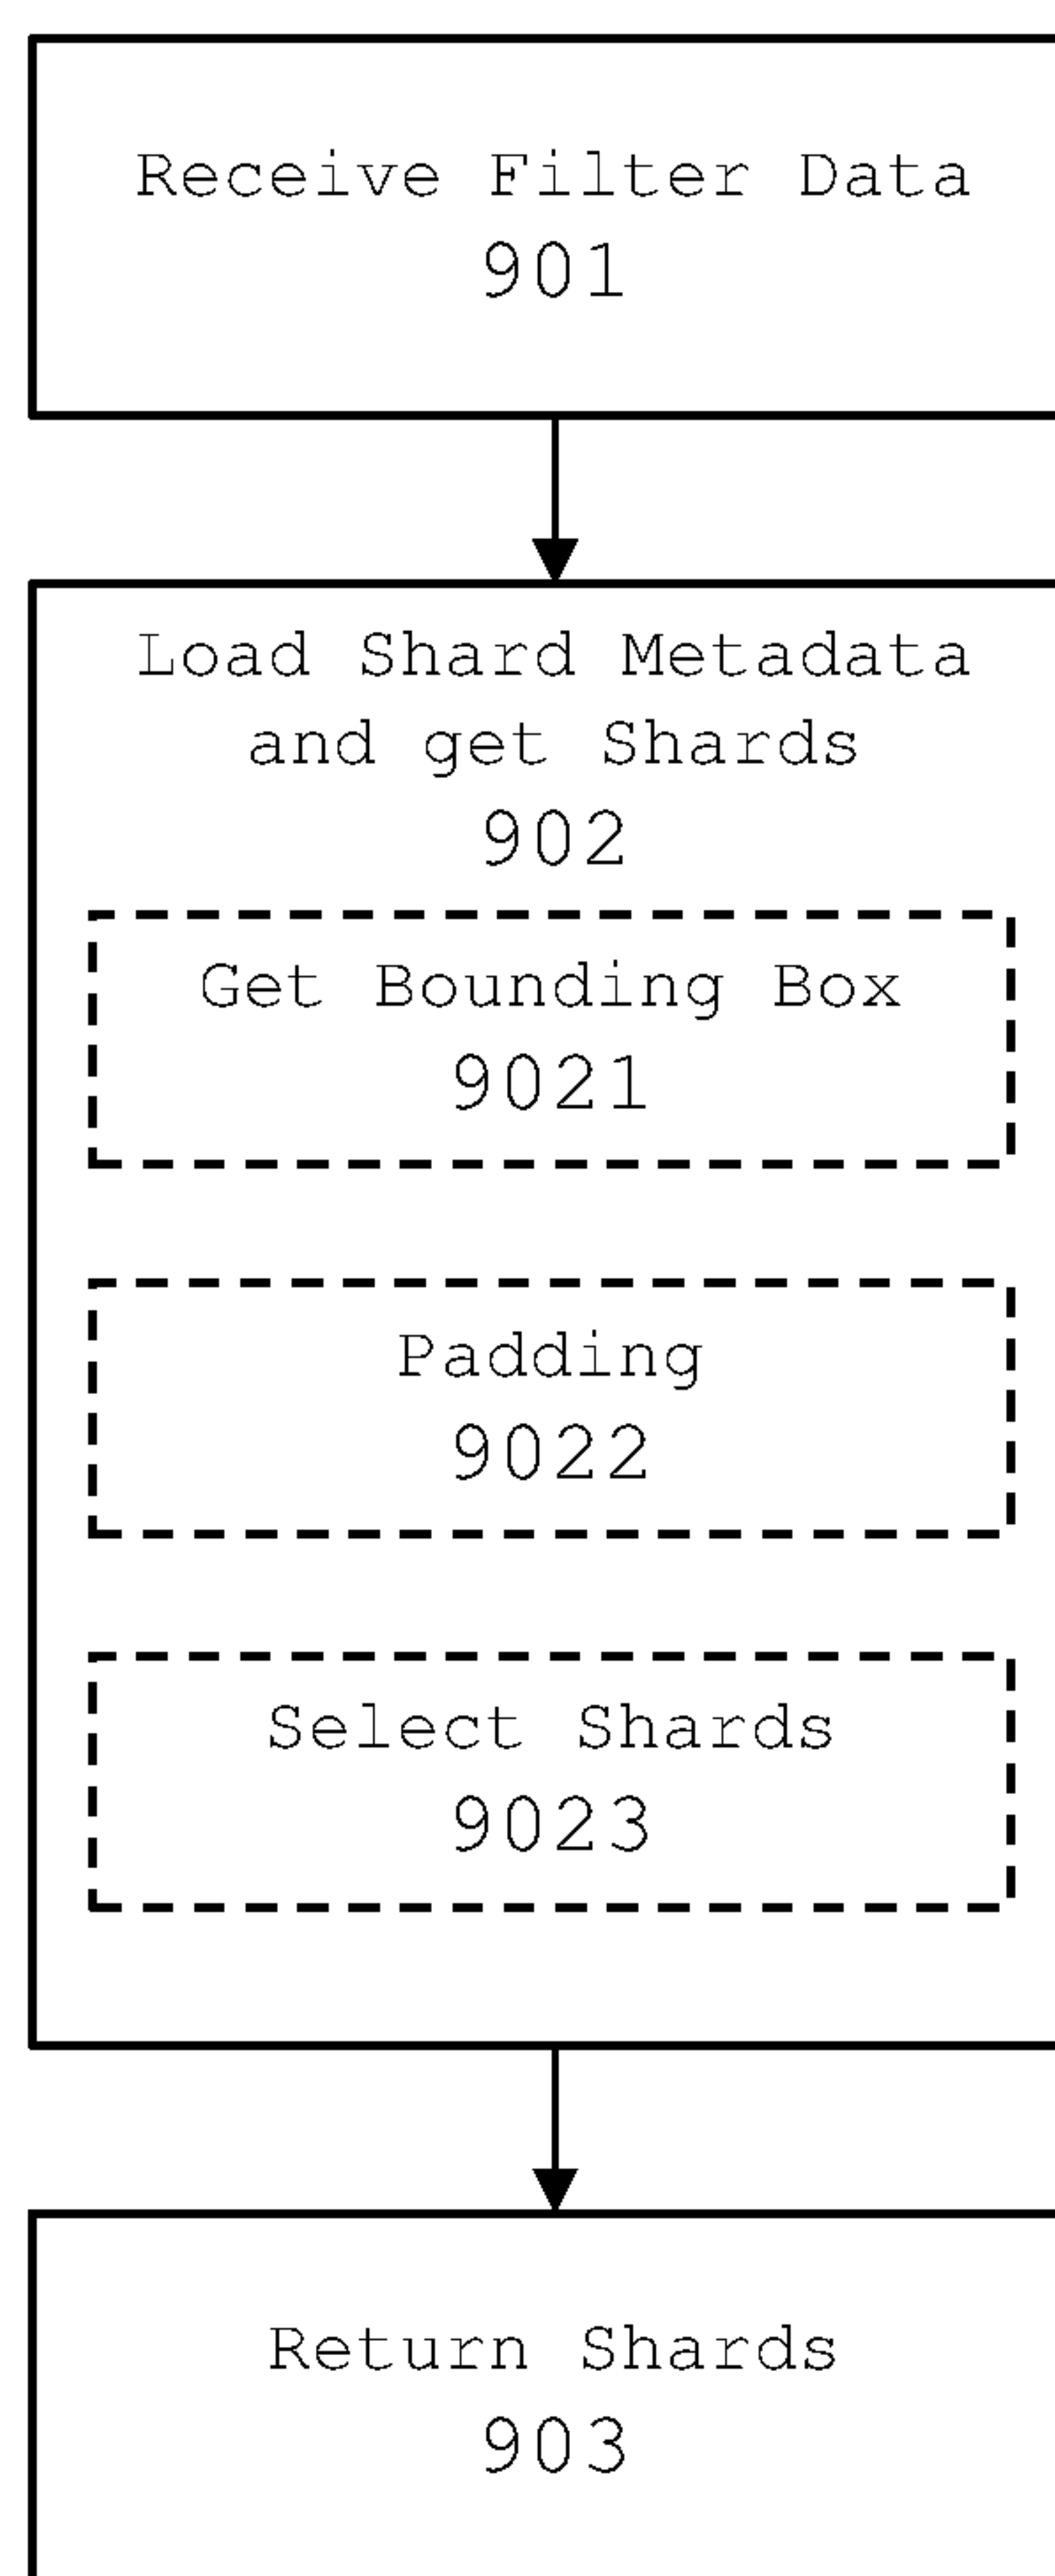 Receive Filter Data
901
Load Shard Metadata
and get Shards
902
Get Bounding Box
9021
Padding
9022
Select Shards
9023
Return Shards
903